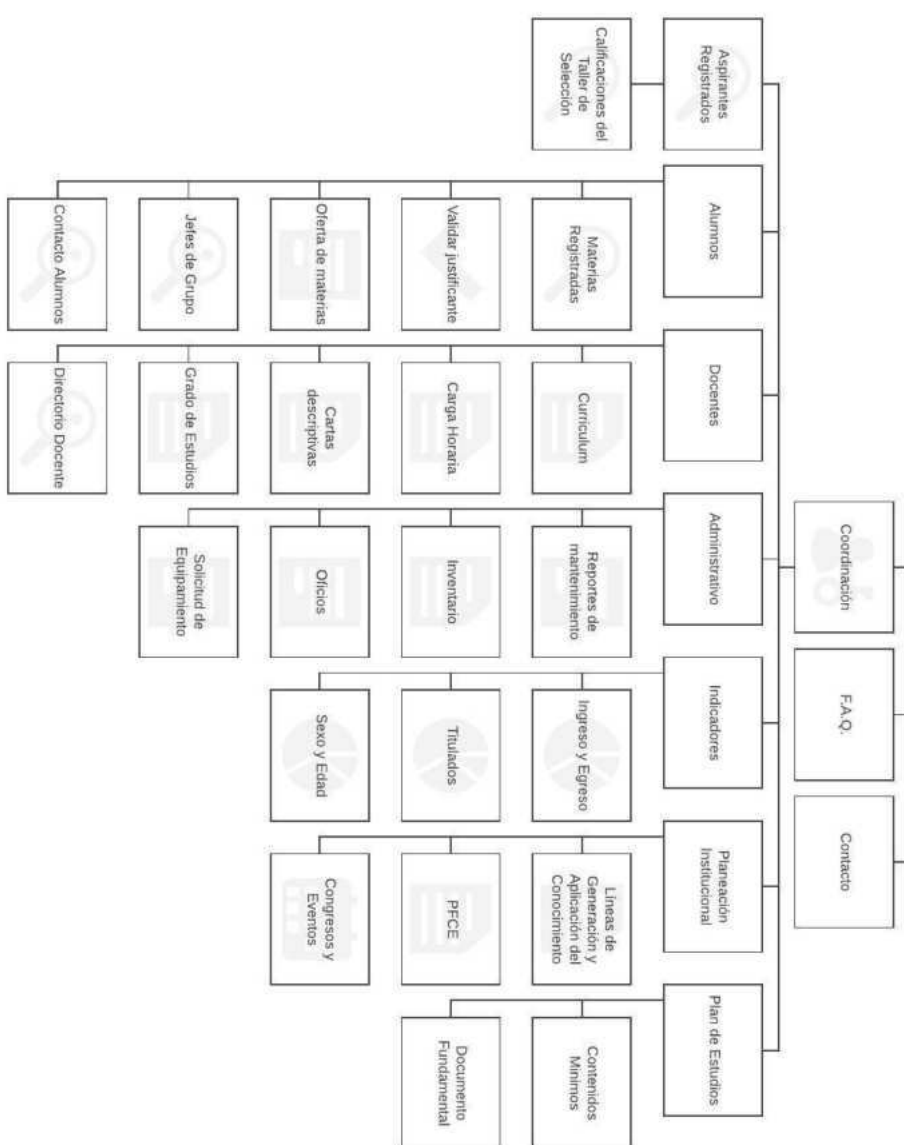 Coordinación
F.A.Q.
Contacto
Aspirantes
Registrados
Calificaciones del
Taller de
Selección
Alumnos
Materias
Registradas
Validar justificante
Oferta de materias
Jefes de Grupo
Contacto Alumnos
Docentes
Curriculum
Carga Horaria
Cartas
descriptivas
Grado de Estudios
Directorio Docente
Administrativo
Reportes de
mantenimiento
Inventario
Oficios
Solicitud de
Equipamiento
Indicadores
Ingreso y Egreso
Titulados
Sexo y Edad
Planeación
Institucional
Líneas de
Generación y
Aplicación del
Conocimiento
PFCE
Congresos y
Eventos
Plan de Estudios
Contenidos
Minimos
Documento
Fundamental